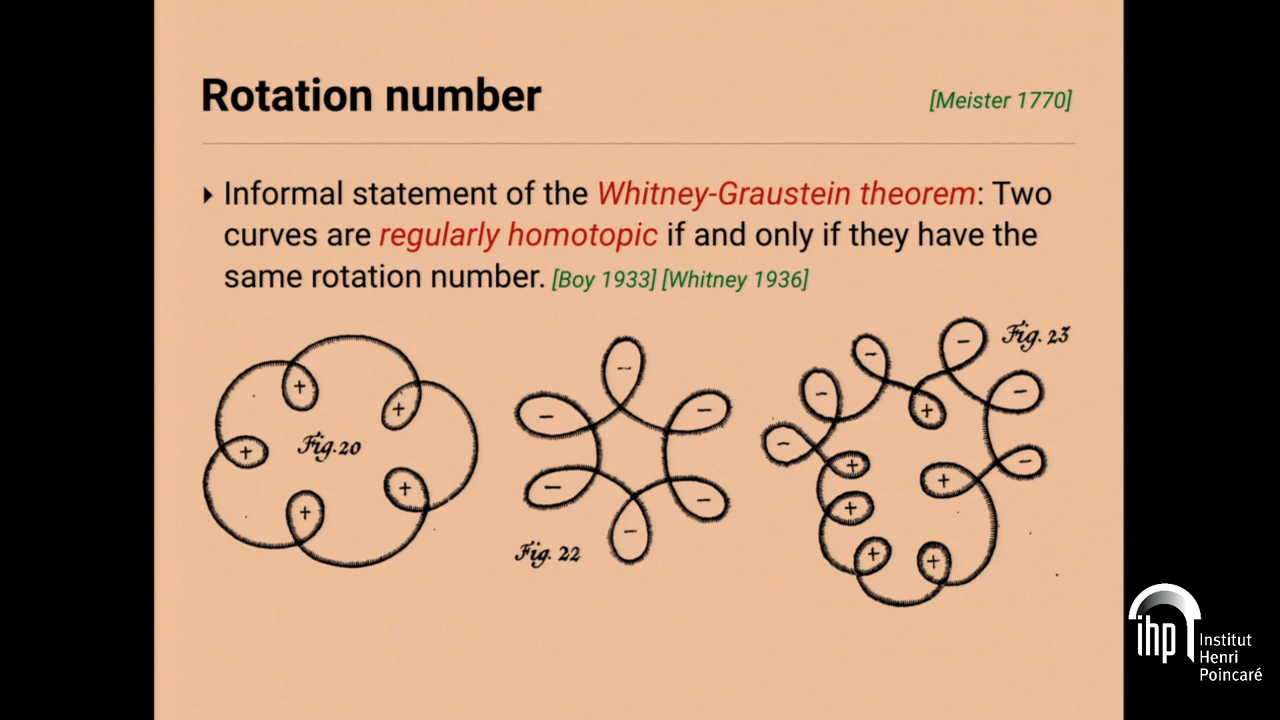 Rotation number
[Meister 1770]
Informal statement of the Whitney-Graustein theorem: Two
curves are regularly homotopic if and only if they have the
same rotation number. [Boy 1933] [Whitney 1936]
Fig. 20
+
+
+
+
+
Fig. 22
-
-
-
-
-
-
Fig. 23
-
-
-
-
-
-
+
+
+
+
+
+
ihp Institut
Henri
Poincaré